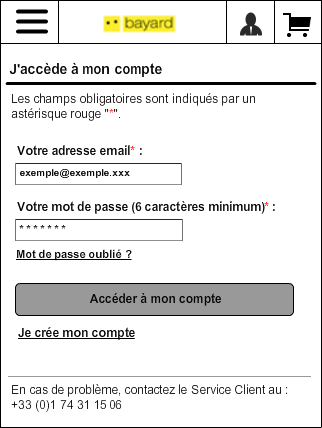 bayard
J'accède à mon compte
Les champs obligatoires sont indiqués par un
astérisque rouge "*".
Votre adresse email* :
exemple@exemple.xxx
Votre mot de passe (6 caractères minimum)* :
*******
Mot de passe oublié ?
Accéder à mon compte
Je crée mon compte
En cas de problème, contactez le Service Client au :
+33 (0)1 74 31 15 06